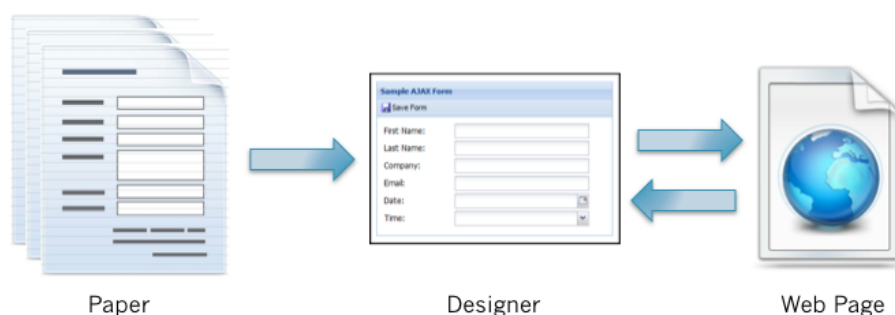 Sample AJAX Form
Save Form
First Name:
Last Name:
Company:
Email:
Date:
Time:
Paper
Designer
Web Page